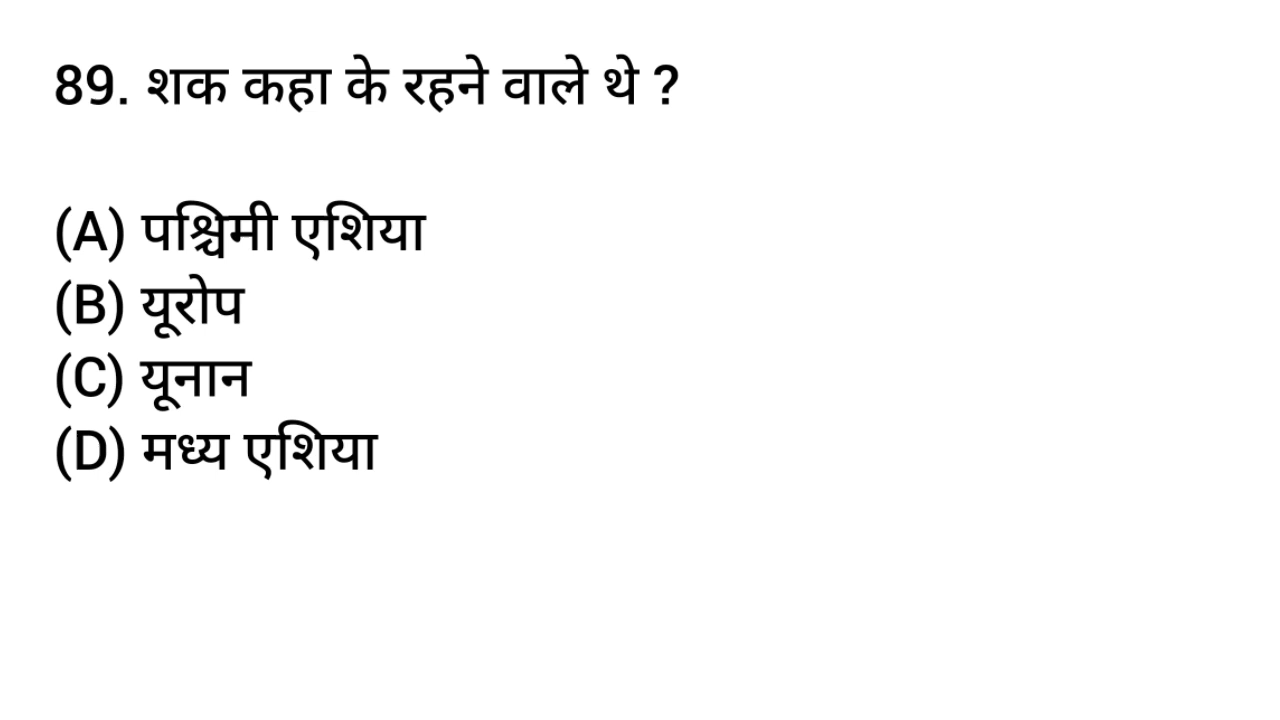 89. शक कहा के रहने वाले थे ?
(A) पश्चिमी एशिया
(B) यूरोप
(C) यूनान
(D) मध्य एशिया